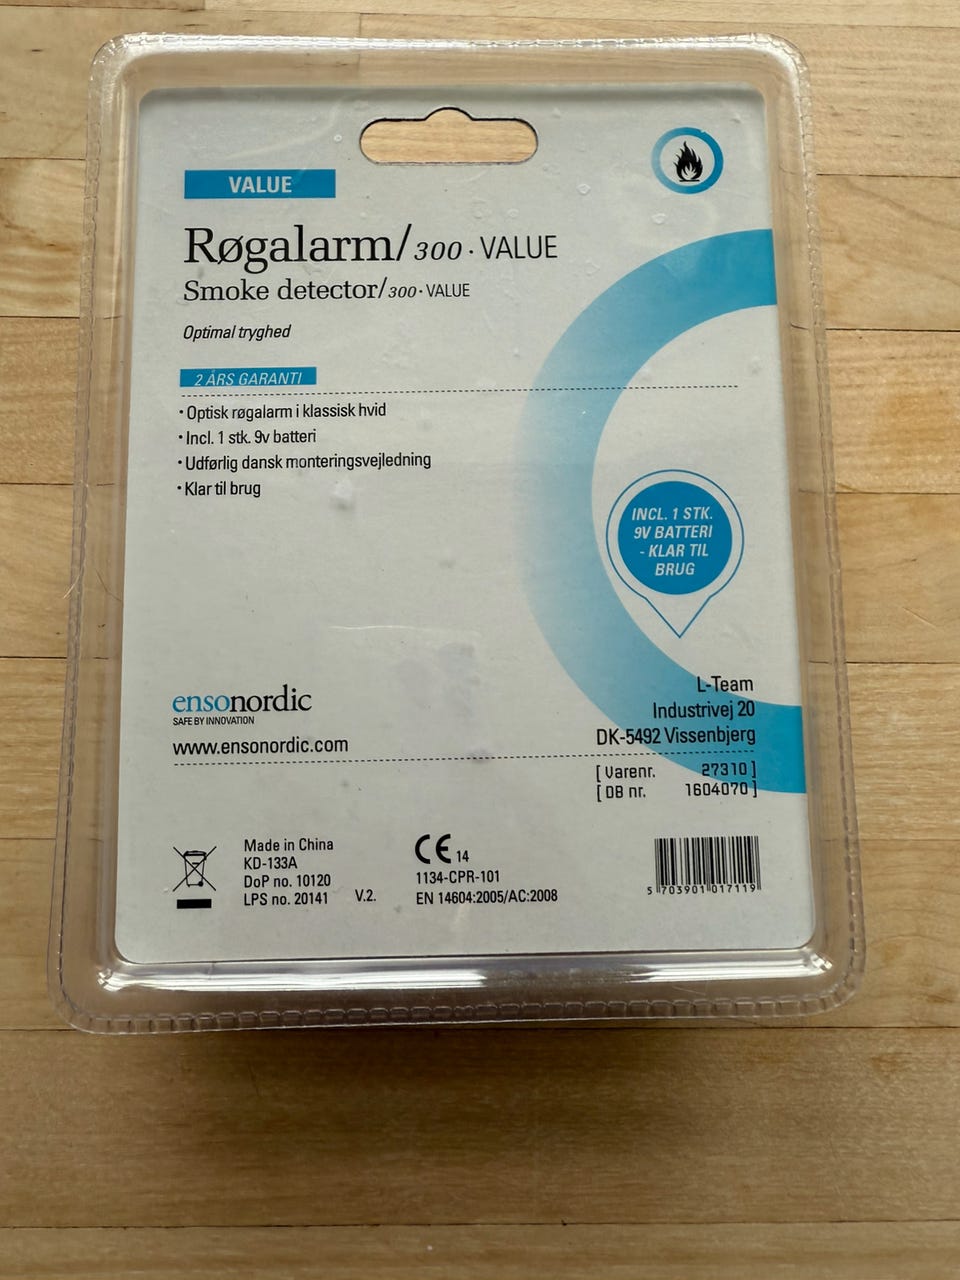 VALUE
Røgalarm/300 · VALUE
Smoke detector/300 · VALUE
Optimal tryghed
2 ÅRS GARANTI
· Optisk røgalarm i klassisk hvid
· Incl. 1 stk. 9v batteri
· Udførlig dansk monteringsvejledning
· Klar til brug
INCL. 1 STK.
9V BATTERI
- KLAR TIL
BRUG
ensonordic
SAFE BY INNOVATION
www.ensonordic.com
L-Team
Industrivej 20
DK-5492 Vissenbjerg
[ Varenr. 27310 ]
[ DB nr. 1604070 ]
Made in China
KD-133A
DoP no. 10120
LPS no. 20141 V.2.
CE 14
1134-CPR-101
EN 14604:2005/AC:2008
5 703901 017119